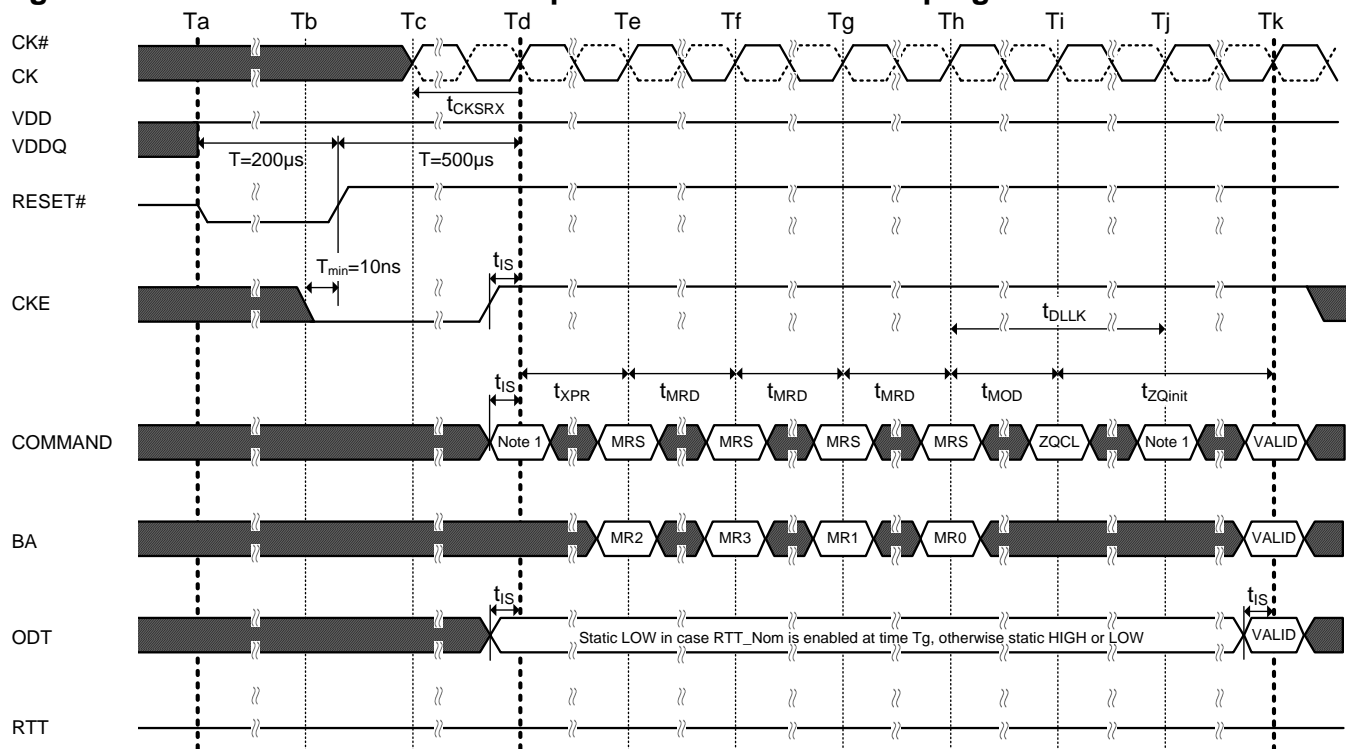 Ta Tb Tc Td Te Tf Tg Th Ti Tj Tk
CK#
CK
tCKSRX
VDD
VDDQ
T=200µs T=500µs
RESET#
Tmin=10ns tIS
CKE
tDLLK
tIS tXPR tMRD tMRD tMRD tMOD tZQinit
COMMAND Note 1 MRS MRS MRS MRS ZQCL Note 1 VALID
BA MR2 MR3 MR1 MR0 VALID
tIS tIS
ODT Static LOW in case RTT_Nom is enabled at time Tg, otherwise static HIGH or LOW VALID
RTT